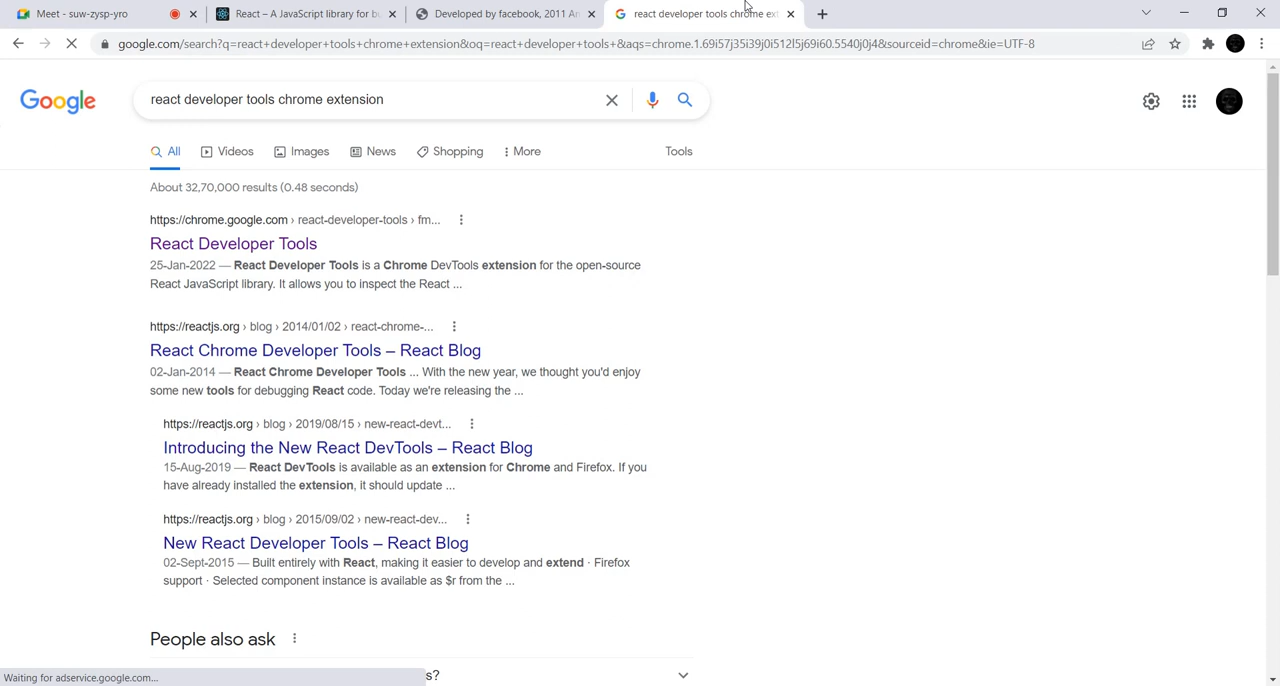 Meet - suw-zysp-yro
React – A JavaScript library for bu
Developed by facebook, 2011 An
react developer tools chrome ext
google.com/search?q=react+developer+tools+chrome+extension&oq=react+developer+tools+&aqs=chrome.1.69i57j35i39j0i512l5j69i60.5540j0j4&sourceid=chrome&ie=UTF-8
Google
react developer tools chrome extension
All
Videos
Images
News
Shopping
More
Tools
About 32,70,000 results (0.48 seconds)
https://chrome.google.com › react-developer-tools › fm...
React Developer Tools
25-Jan-2022 — React Developer Tools is a Chrome DevTools extension for the open-source
React JavaScript library. It allows you to inspect the React ...
https://reactjs.org › blog › 2014/01/02 › react-chrome-...
React Chrome Developer Tools – React Blog
02-Jan-2014 — React Chrome Developer Tools ... With the new year, we thought you'd enjoy
some new tools for debugging React code. Today we're releasing the ...
https://reactjs.org › blog › 2019/08/15 › new-react-devt...
Introducing the New React DevTools – React Blog
15-Aug-2019 — React DevTools is available as an extension for Chrome and Firefox. If you
have already installed the extension, it should update ...
https://reactjs.org › blog › 2015/09/02 › new-react-dev...
New React Developer Tools – React Blog
02-Sept-2015 — Built entirely with React, making it easier to develop and extend · Firefox
support · Selected component instance is available as $r from the ...
People also ask
s?
Waiting for adservice.google.com...